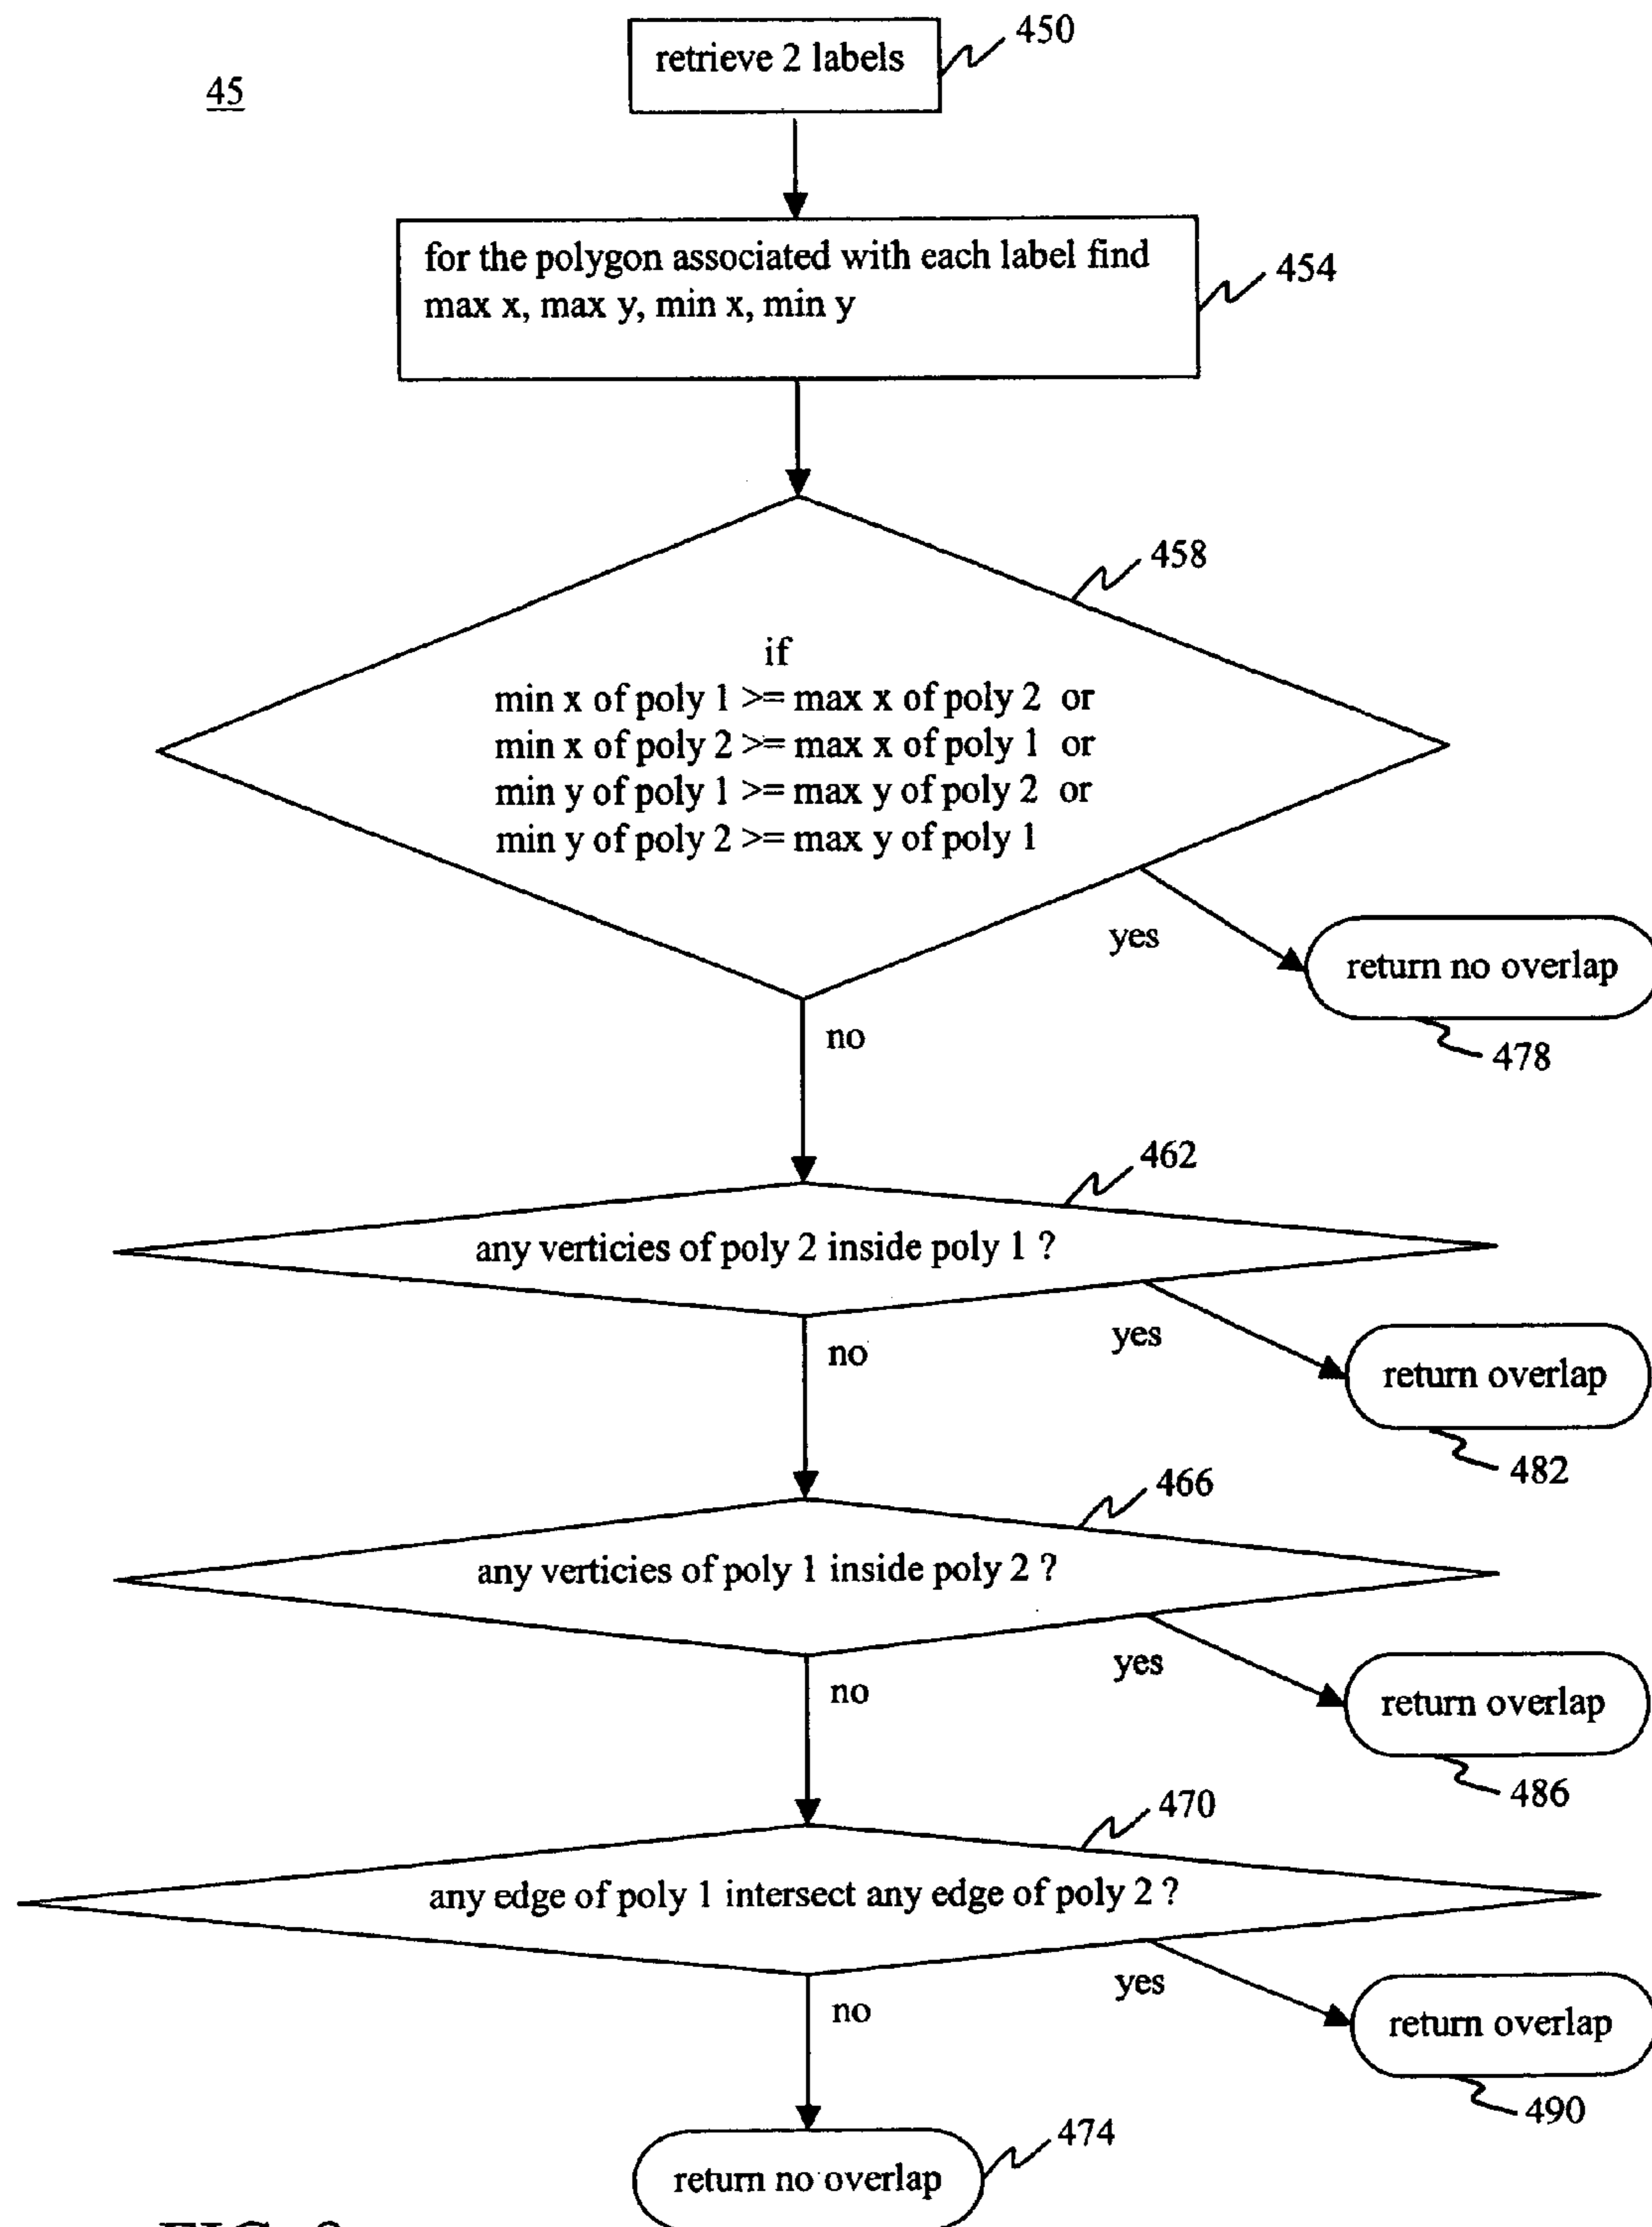 retrieve 2 labels
450
45
for the polygon associated with each label find
max x, max y, min x, min y
454
458
if
min x of poly 1 >= max x of poly 2 or
min x of poly 2 >= max x of poly 1 or
min y of poly 1 >= max y of poly 2 or
min y of poly 2 >= max y of poly 1
yes
return no overlap
no
478
462
any verticies of poly 2 inside poly 1 ?
yes
no
return overlap
482
466
any verticies of poly 1 inside poly 2 ?
yes
no
return overlap
486
470
any edge of poly 1 intersect any edge of poly 2 ?
yes
no
return overlap
490
474
return no overlap